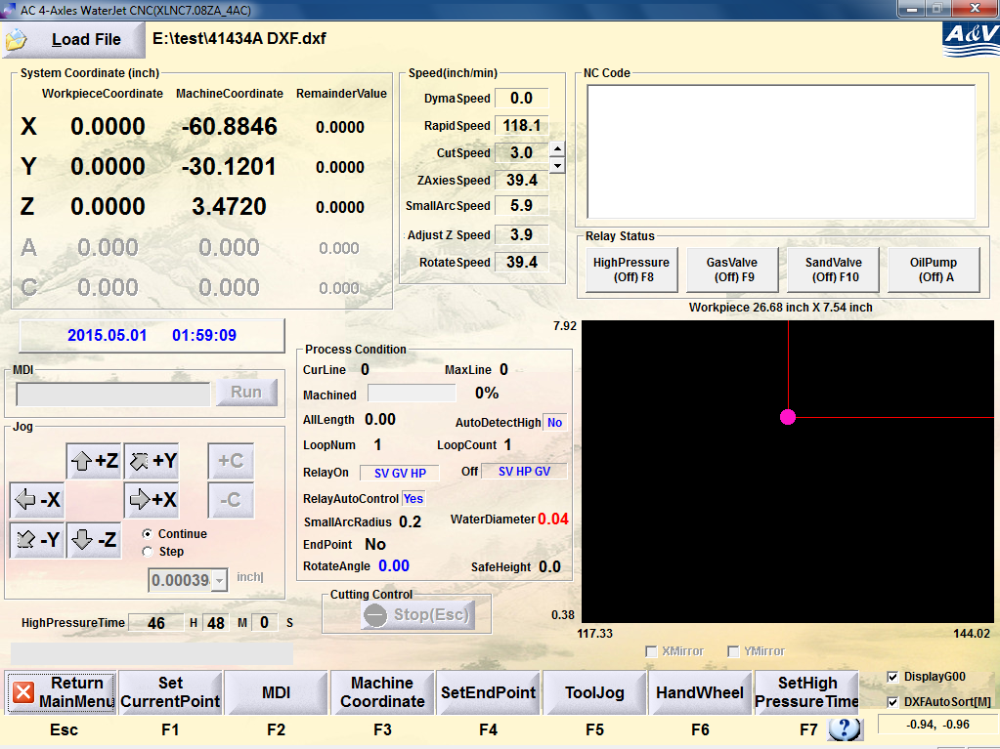 AC 4-Axles WaterJet CNC(XLNC7.08ZA_4AC)
Load File E:\test\41434A DXF.dxf
A&V
System Coordinate (inch)
WorkpieceCoordinate MachineCoordinate RemainderValue
X 0.0000 -60.8846 0.0000
Y 0.0000 -30.1201 0.0000
Z 0.0000 3.4720 0.0000
A 0.000 0.000 0.000
C 0.000 0.000 0.000
Speed(inch/min)
DymaSpeed 0.0
RapidSpeed 118.1
CutSpeed 3.0
ZAxiesSpeed 39.4
SmallArcSpeed 5.9
Adjust Z Speed 3.9
RotateSpeed 39.4
NC Code
Relay Status
HighPressure (Off) F8
GasValve (Off) F9
SandValve (Off) F10
OilPump (Off) A
Workpiece 26.68 inch X 7.54 inch
2015.05.01 01:59:09
MDI
Run
Jog
+Z +Y +C
-X +X -C
-Y -Z
Continue
Step
0.00039 inch
HighPressureTime 46 H 48 M 0 S
Process Condition
CurLine 0 MaxLine 0
Machined 0%
AllLength 0.00 AutoDetectHigh No
LoopNum 1 LoopCount 1
RelayOn SV GV HP Off SV HP GV
RelayAutoControl Yes
SmallArcRadius 0.2 WaterDiameter 0.04
EndPoint No
RotateAngle 0.00 SafeHeight 0.0
Cutting Control
Stop(Esc)
7.92
0.38
117.33 144.02
XMirror YMirror
Return MainMenu
Set CurrentPoint
MDI
Machine Coordinate
SetEndPoint
ToolJog
HandWheel
SetHigh PressureTime
DisplayG00
DXFAutoSort[M]
Esc F1 F2 F3 F4 F5 F6 F7 ?
-0.94, -0.96